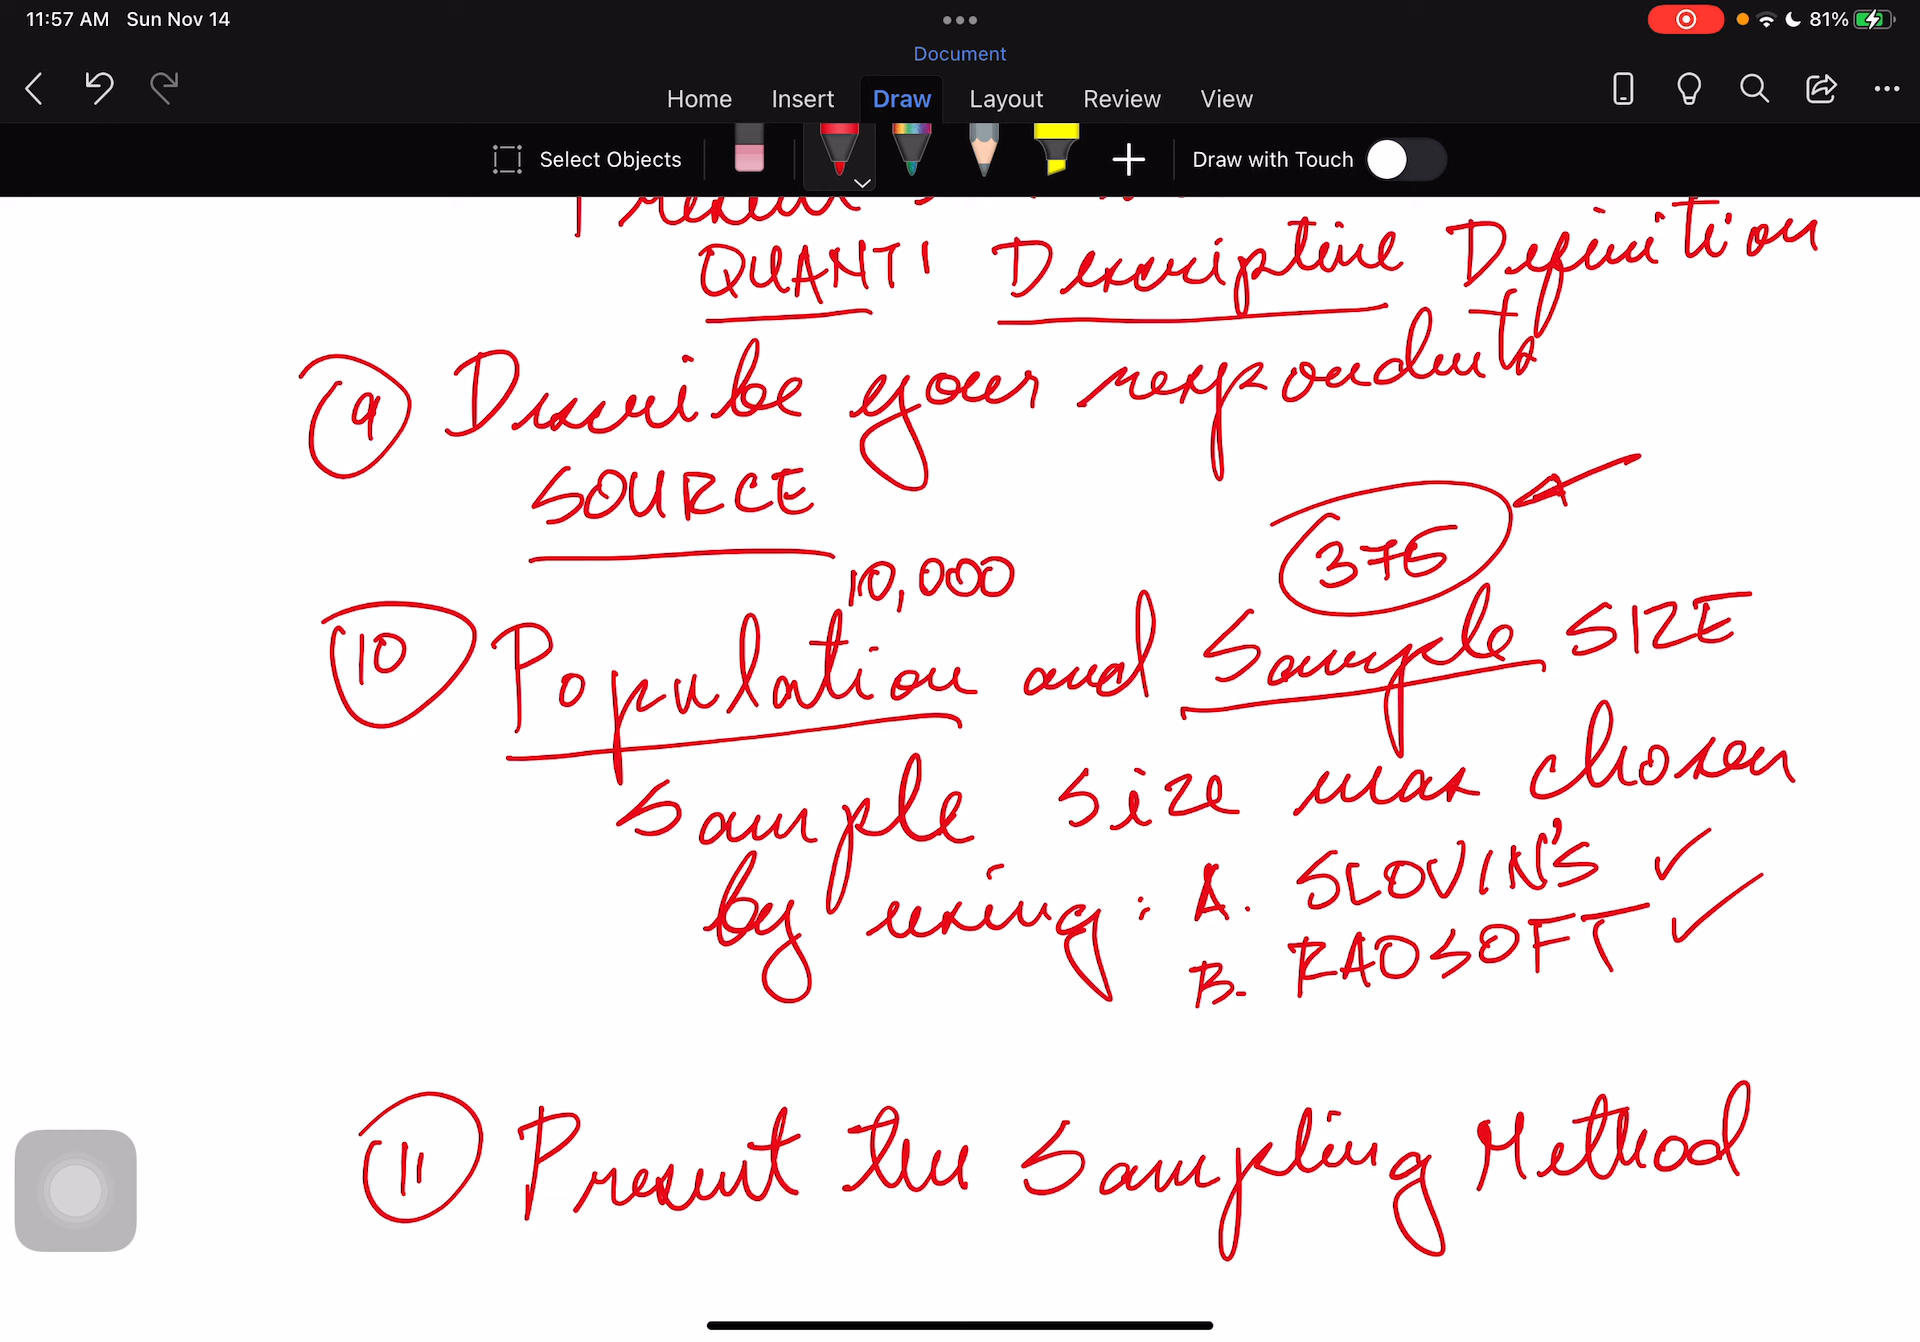 11:57 AM Sun Nov 14
81%
Document
Home Insert Draw Layout Review View
Select Objects
Draw with Touch
Present
QUANTI Descriptive Definition
9 Describe your respondents
SOURCE
10,000
376
10 Population and Sample SIZE
Sample size was chosen
by using: A. SLOVIN'S
B. RAOSOFT
11 Present the Sampling Method